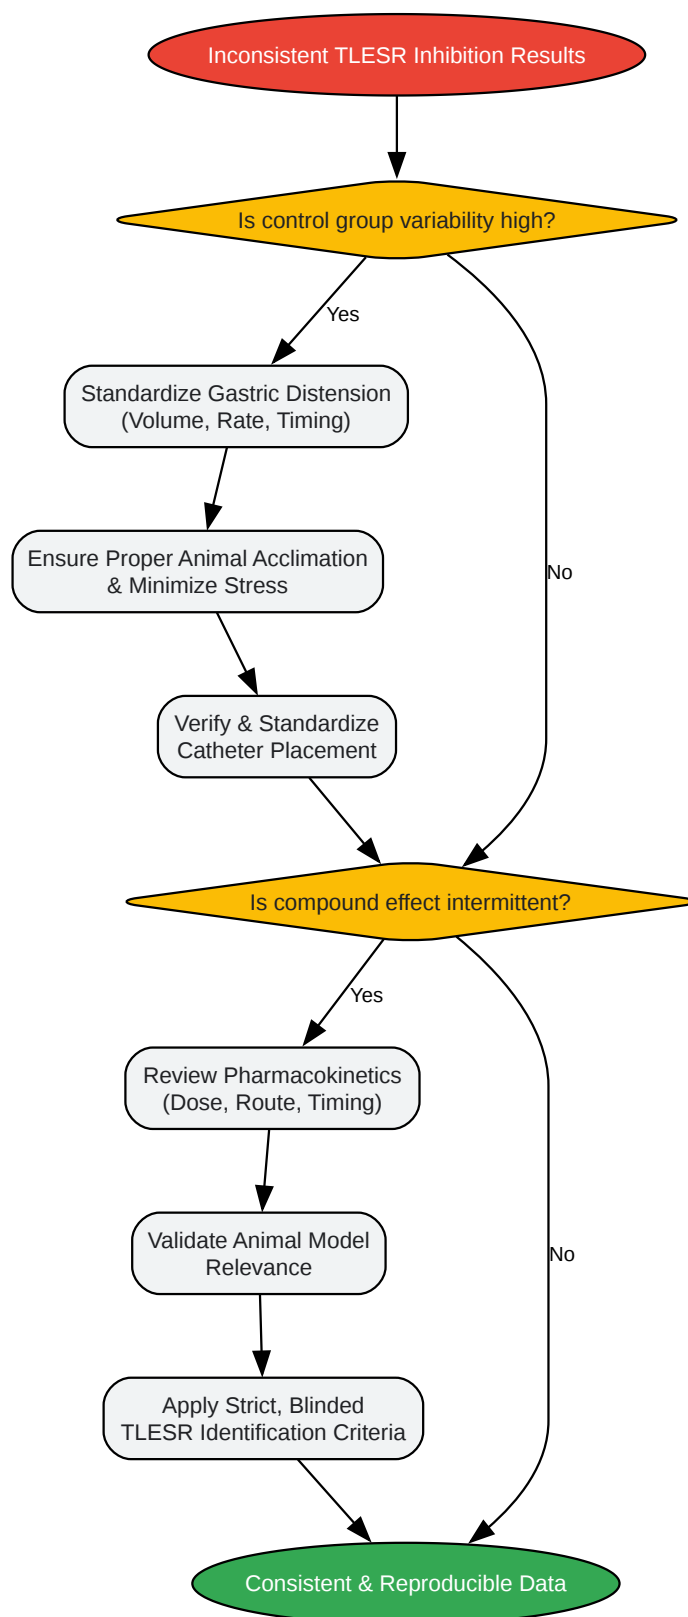 Inconsistent TLESR Inhibition Results
Is control group variability high?
Yes
Standardize Gastric Distension
(Volume, Rate, Timing)
Ensure Proper Animal Acclimation
& Minimize Stress
No
Verify & Standardize
Catheter Placement
Is compound effect intermittent?
Yes
Review Pharmacokinetics
(Dose, Route, Timing)
Validate Animal Model
Relevance
No
Apply Strict, Blinded
TLESR Identification Criteria
Consistent & Reproducible Data